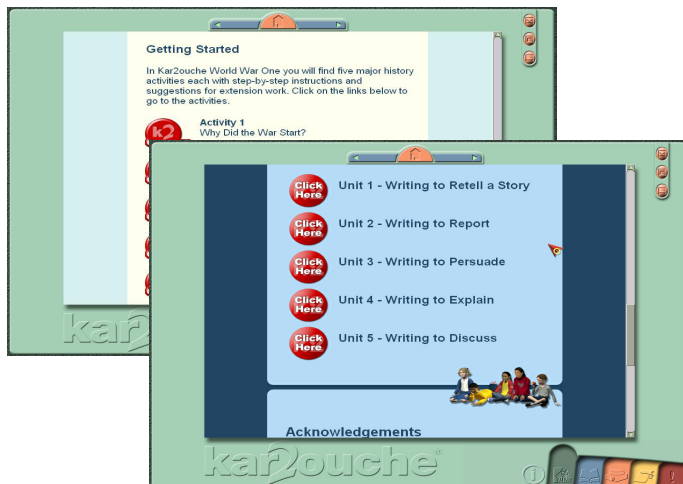 Getting Started
In Kar2ouche World War One you will find five major history
activities each with step-by-step instructions and
suggestions for extension work. Click on the links below to
go to the activities.
k2
Activity 1
Why Did the War Start?
kar
Click Here
Unit 1 - Writing to Retell a Story
Click Here
Unit 2 - Writing to Report
Click Here
Unit 3 - Writing to Persuade
Click Here
Unit 4 - Writing to Explain
Click Here
Unit 5 - Writing to Discuss
Acknowledgements
kar2ouche